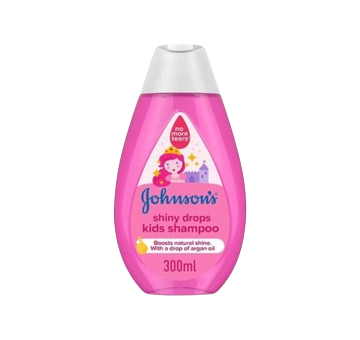 no
more
tears
Johnson's
shiny drops
kids shampoo
Boosts natural shine.
With a drop of argan oil
300ml